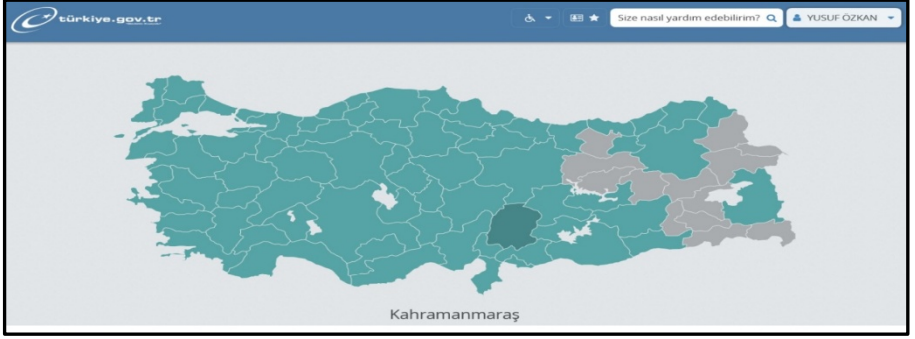 türkiye.gov.tr
Size nasıl yardım edebilirim?
YUSUF ÖZKAN
Kahramanmaraş